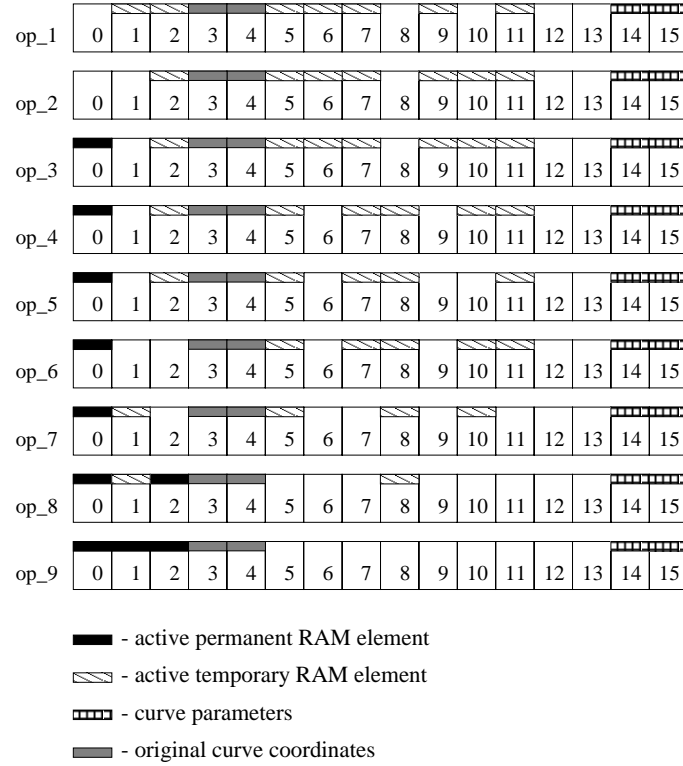 op_1 0 1 2 3 4 5 6 7 8 9 10 11 12 13 14 15
op_2 0 1 2 3 4 5 6 7 8 9 10 11 12 13 14 15
op_3 0 1 2 3 4 5 6 7 8 9 10 11 12 13 14 15
op_4 0 1 2 3 4 5 6 7 8 9 10 11 12 13 14 15
op_5 0 1 2 3 4 5 6 7 8 9 10 11 12 13 14 15
op_6 0 1 2 3 4 5 6 7 8 9 10 11 12 13 14 15
op_7 0 1 2 3 4 5 6 7 8 9 10 11 12 13 14 15
op_8 0 1 2 3 4 5 6 7 8 9 10 11 12 13 14 15
op_9 0 1 2 3 4 5 6 7 8 9 10 11 12 13 14 15
- active permanent RAM element
- active temporary RAM element
- curve parameters
- original curve coordinates